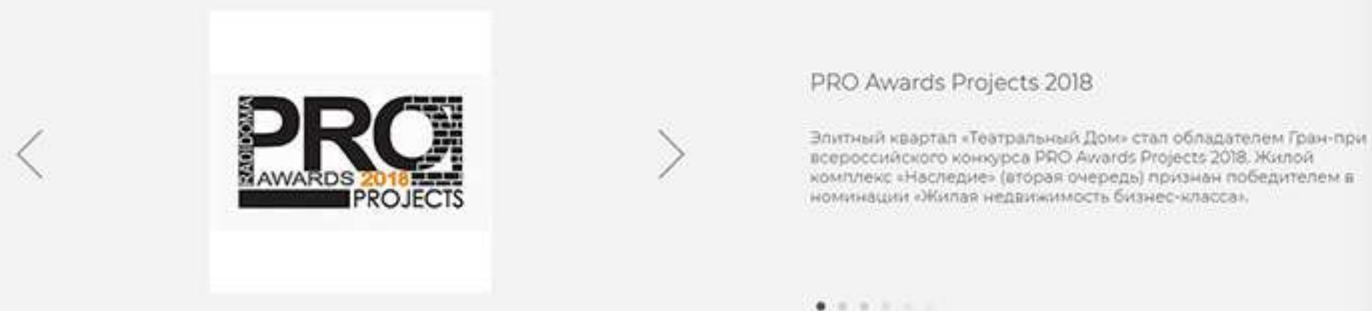 RADIDOMA
PRO
AWARDS 2018
PROJECTS
PRO Awards Projects 2018
Элитный квартал «Театральный Дом» стал обладателем Гран-при
всероссийского конкурса PRO Awards Projects 2018. Жилой
комплекс «Наследие» (вторая очередь) признан победителем в
номинации «Жилая недвижимость бизнес-класса».